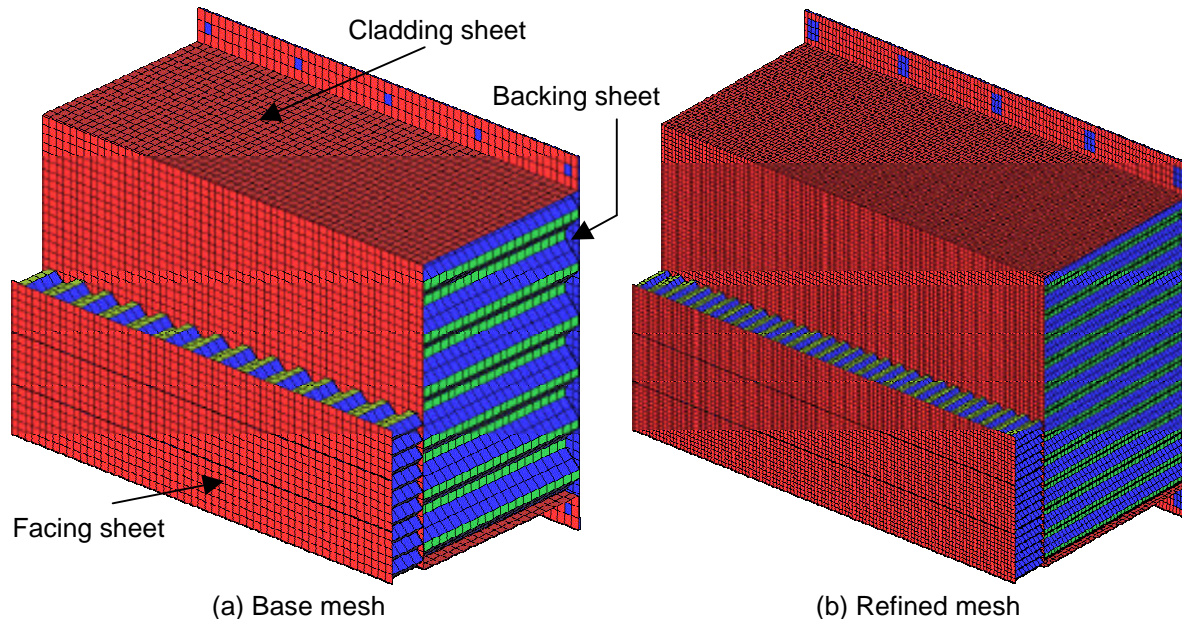 Cladding sheet
Backing sheet
Facing sheet
(a) Base mesh
(b) Refined mesh